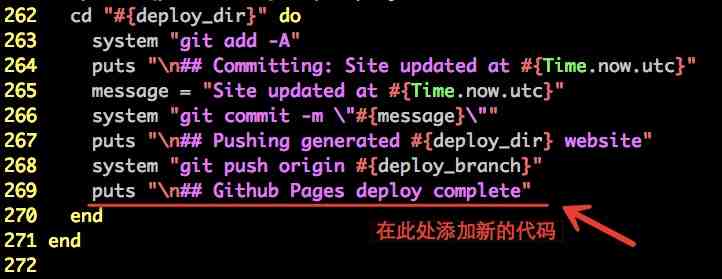 262   cd "#{deploy_dir}" do
263     system "git add -A"
264     puts "\n## Committing: Site updated at #{Time.now.utc}"
265     message = "Site updated at #{Time.now.utc}"
266     system "git commit -m \"#{message}\""
267     puts "\n## Pushing generated #{deploy_dir} website"
268     system "git push origin #{deploy_branch}"
269     puts "\n## Github Pages deploy complete"
270   end
在此处添加新的代码
271 end
272